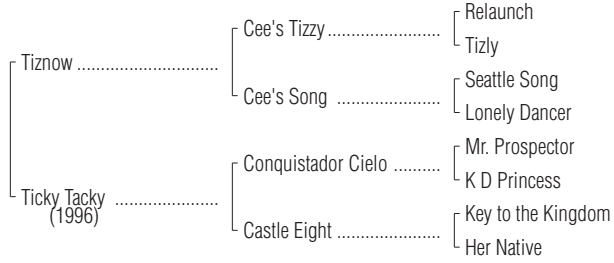 Relaunch
Cee's Tizzy ......................
Tizly
Tiznow ...........................
Seattle Song
Cee's Song ....................
Lonely Dancer
Mr. Prospector
Conquistador Cielo ..........
K D Princess
Ticky Tacky ....................
(1996)
Key to the Kingdom
Castle Eight ....................
Her Native